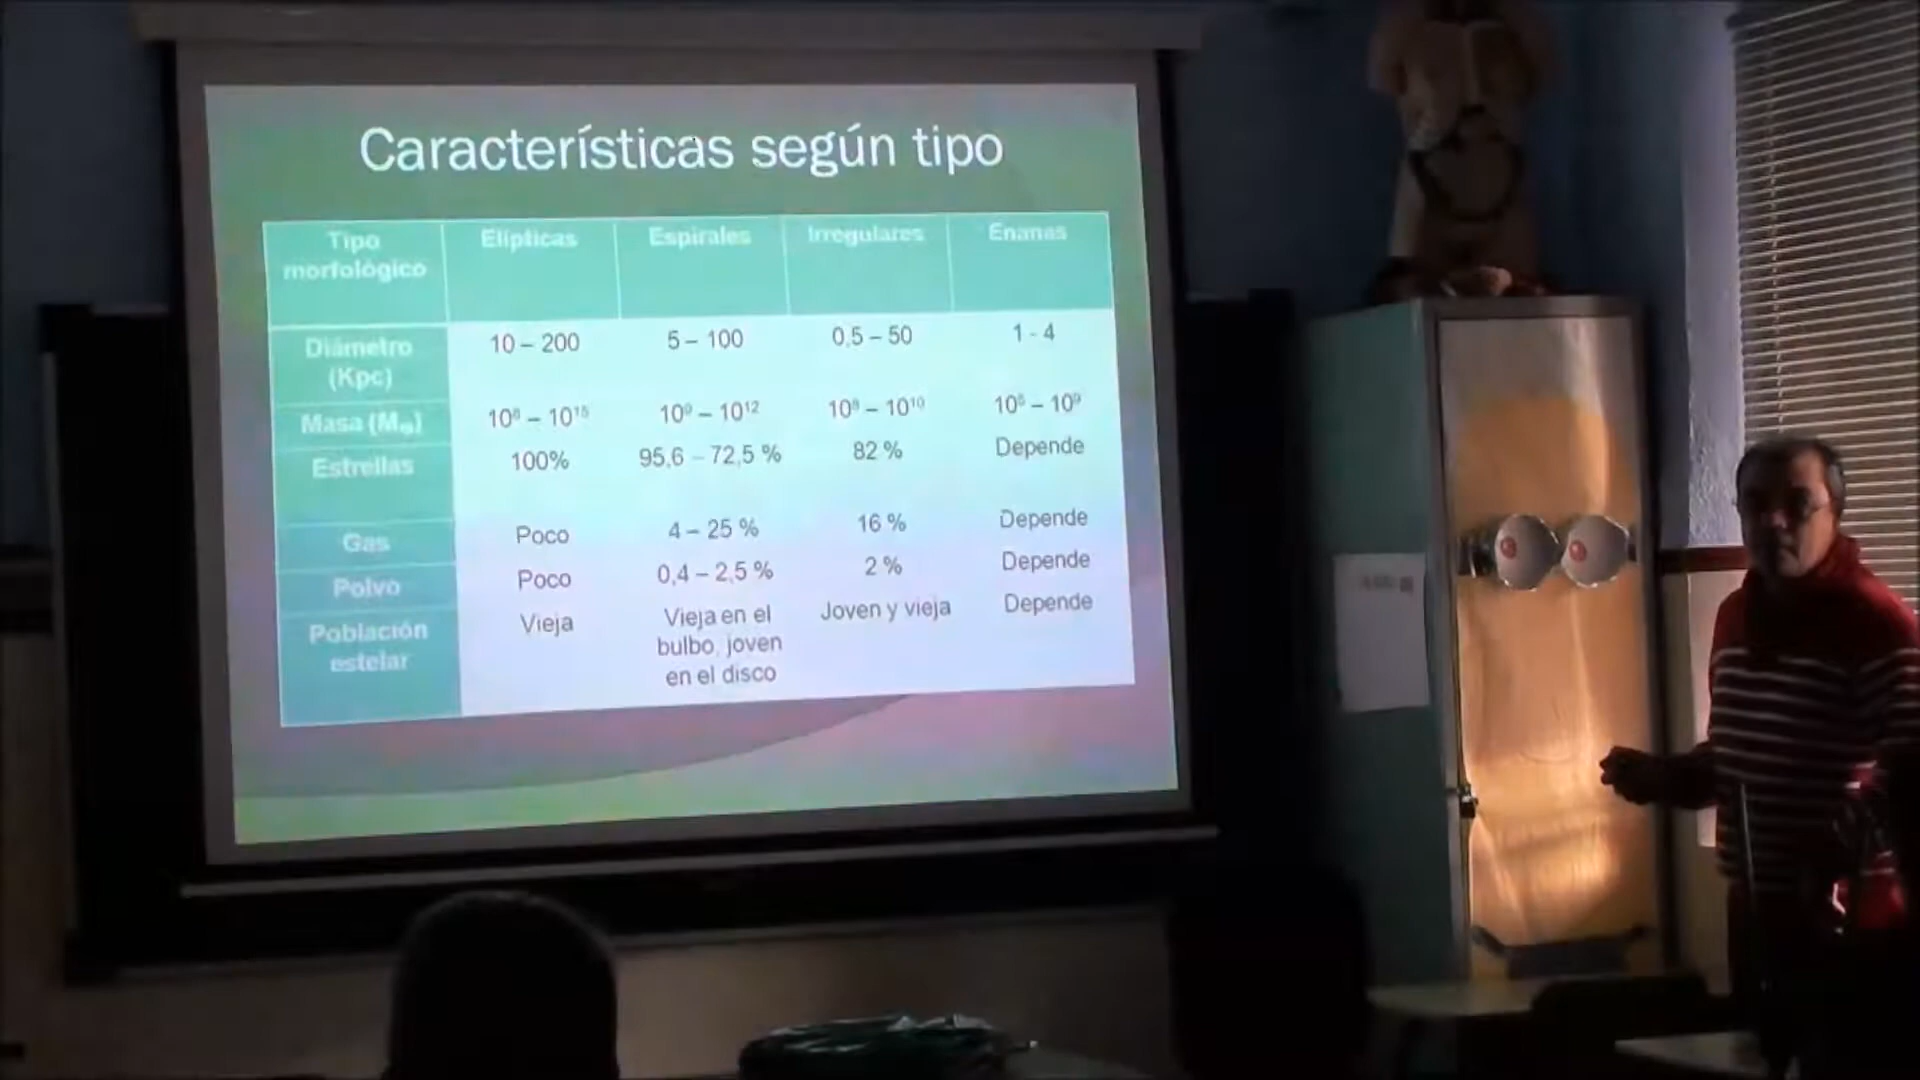 Características según tipo
Tipo morfológico Elípticas Espirales Irregulares Enanas
Diámetro (Kpc) 10 – 200 5 – 100 0,5 – 50 1 - 4
Masa (M⊙) 10⁸ – 10¹⁵ 10⁹ – 10¹² 10⁸ – 10¹⁰ 10⁶ – 10⁹
Estrellas 100% 95,6 – 72,5 % 82 % Depende
Gas Poco 4 – 25 % 16 % Depende
Polvo Poco 0,4 – 2,5 % 2 % Depende
Población estelar Vieja Vieja en el bulbo, joven en el disco Joven y vieja Depende